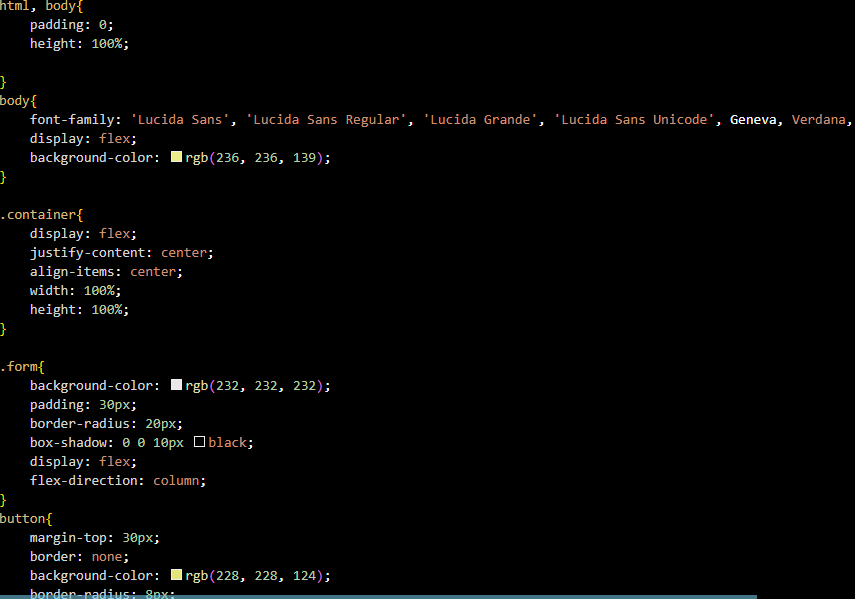 html, body{
padding: 0;
height: 100%;
}
body{
font-family: 'Lucida Sans', 'Lucida Sans Regular', 'Lucida Grande', 'Lucida Sans Unicode', Geneva, Verdana,
display: flex;
background-color: rgb(236, 236, 139);
}
.container{
display: flex;
justify-content: center;
align-items: center;
width: 100%;
height: 100%;
}
.form{
background-color: rgb(232, 232, 232);
padding: 30px;
border-radius: 20px;
box-shadow: 0 0 10px black;
display: flex;
flex-direction: column;
}
button{
margin-top: 30px;
border: none;
background-color: rgb(228, 228, 124);
border-radius: 8px;